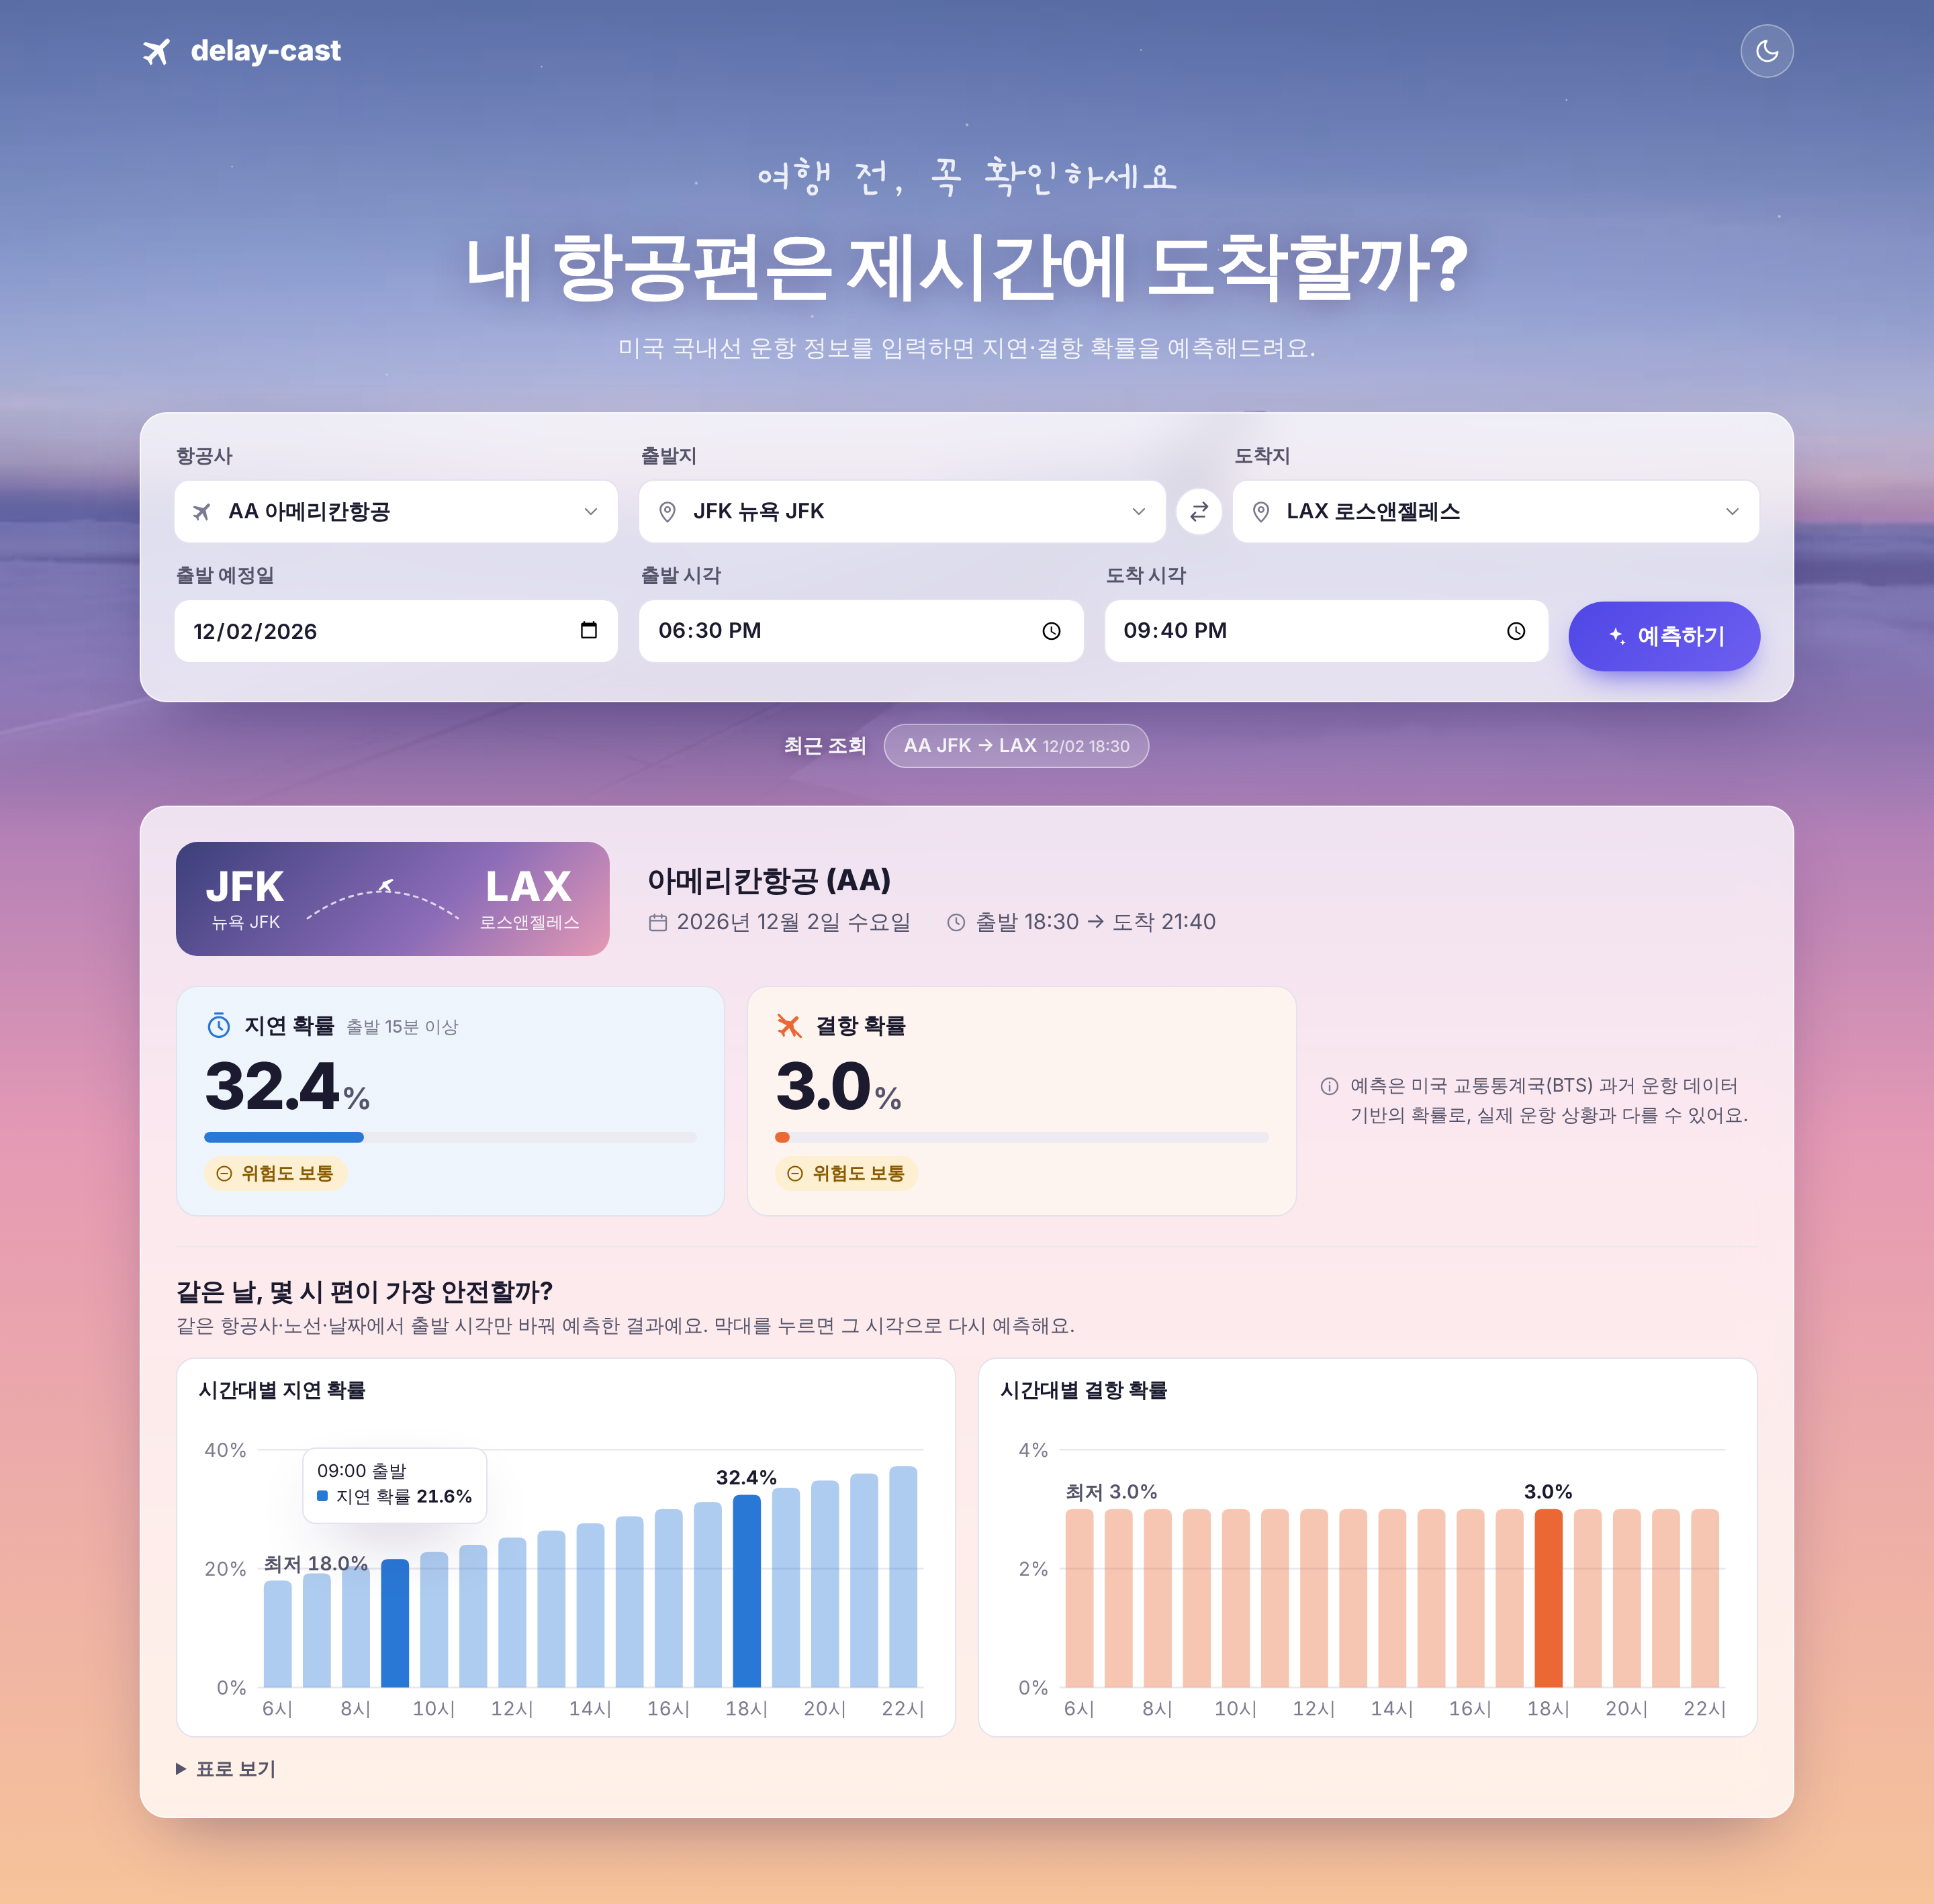 delay-cast
여행 전, 꼭 확인하세요
내 항공편은 제시간에 도착할까?
미국 국내선 운항 정보를 입력하면 지연·결항 확률을 예측해드려요.
항공사
출발지
도착지
AA 아메리칸항공
JFK 뉴욕 JFK
LAX 로스앤젤레스
출발 예정일
출발 시각
도착 시각
12/02/2026
06:30 PM
09:40 PM
예측하기
최근 조회
AA JFK → LAX 12/02 18:30
JFK
뉴욕 JFK
LAX
로스앤젤레스
아메리칸항공 (AA)
2026년 12월 2일 수요일
출발 18:30 → 도착 21:40
지연 확률 출발 15분 이상
32.4%
위험도 보통
결항 확률
3.0%
위험도 보통
예측은 미국 교통통계국(BTS) 과거 운항 데이터
기반의 확률로, 실제 운항 상황과 다를 수 있어요.
같은 날, 몇 시 편이 가장 안전할까?
같은 항공사·노선·날짜에서 출발 시각만 바꿔 예측한 결과예요. 막대를 누르면 그 시각으로 다시 예측해요.
시간대별 지연 확률
40%
09:00 출발
지연 확률 21.6%
32.4%
최저 18.0%
20%
0%
6시 8시 10시 12시 14시 16시 18시 20시 22시
시간대별 결항 확률
4%
최저 3.0%
3.0%
2%
0%
6시 8시 10시 12시 14시 16시 18시 20시 22시
표로 보기